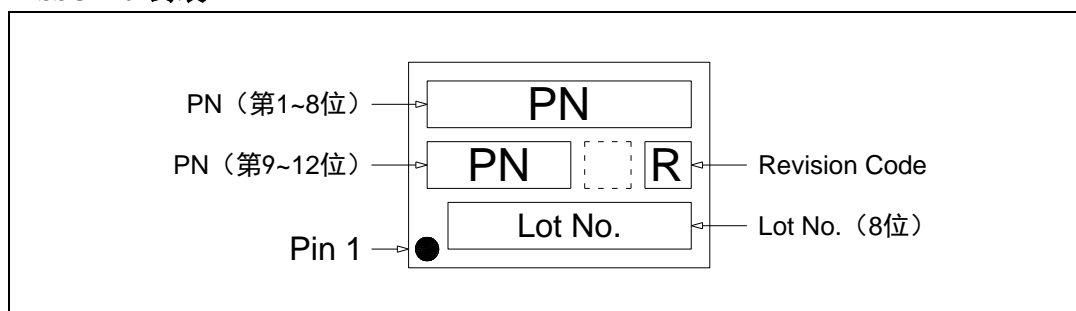 PN（第1~8位） PN
PN（第9~12位） PN R Revision Code
Lot No. Lot No.（8位）
Pin 1